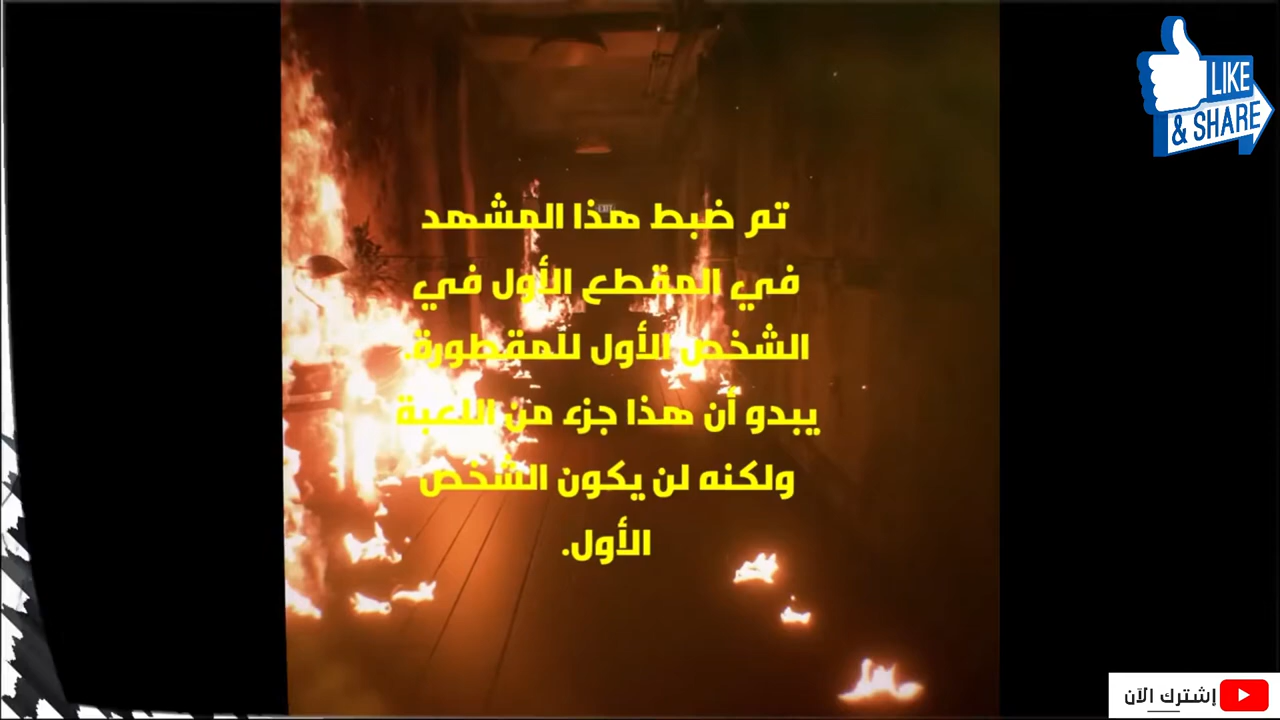 LIKE
& SHARE
EXIT
تم ضبط هذا المشهد
في المقطع الأول في
الشخص الأول للمقطورة.
يبدو أن هذا جزء من اللعبة
ولكنه لن يكون الشخص
الأول.
إشترك الآن